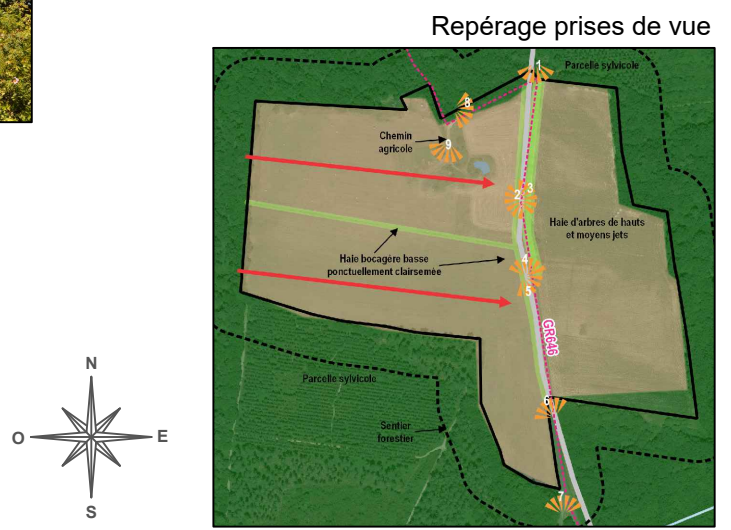 Repérage prises de vue
1
Parcelle sylvicole
8
Chemin
agricole
9
2
3
Haie d'arbres de hauts
et moyens jets
Haie bocagère basse
ponctuellement clairsemée
4
5
GR646
Parcelle sylvicole
6
Sentier
forestier
7
N
O
E
S